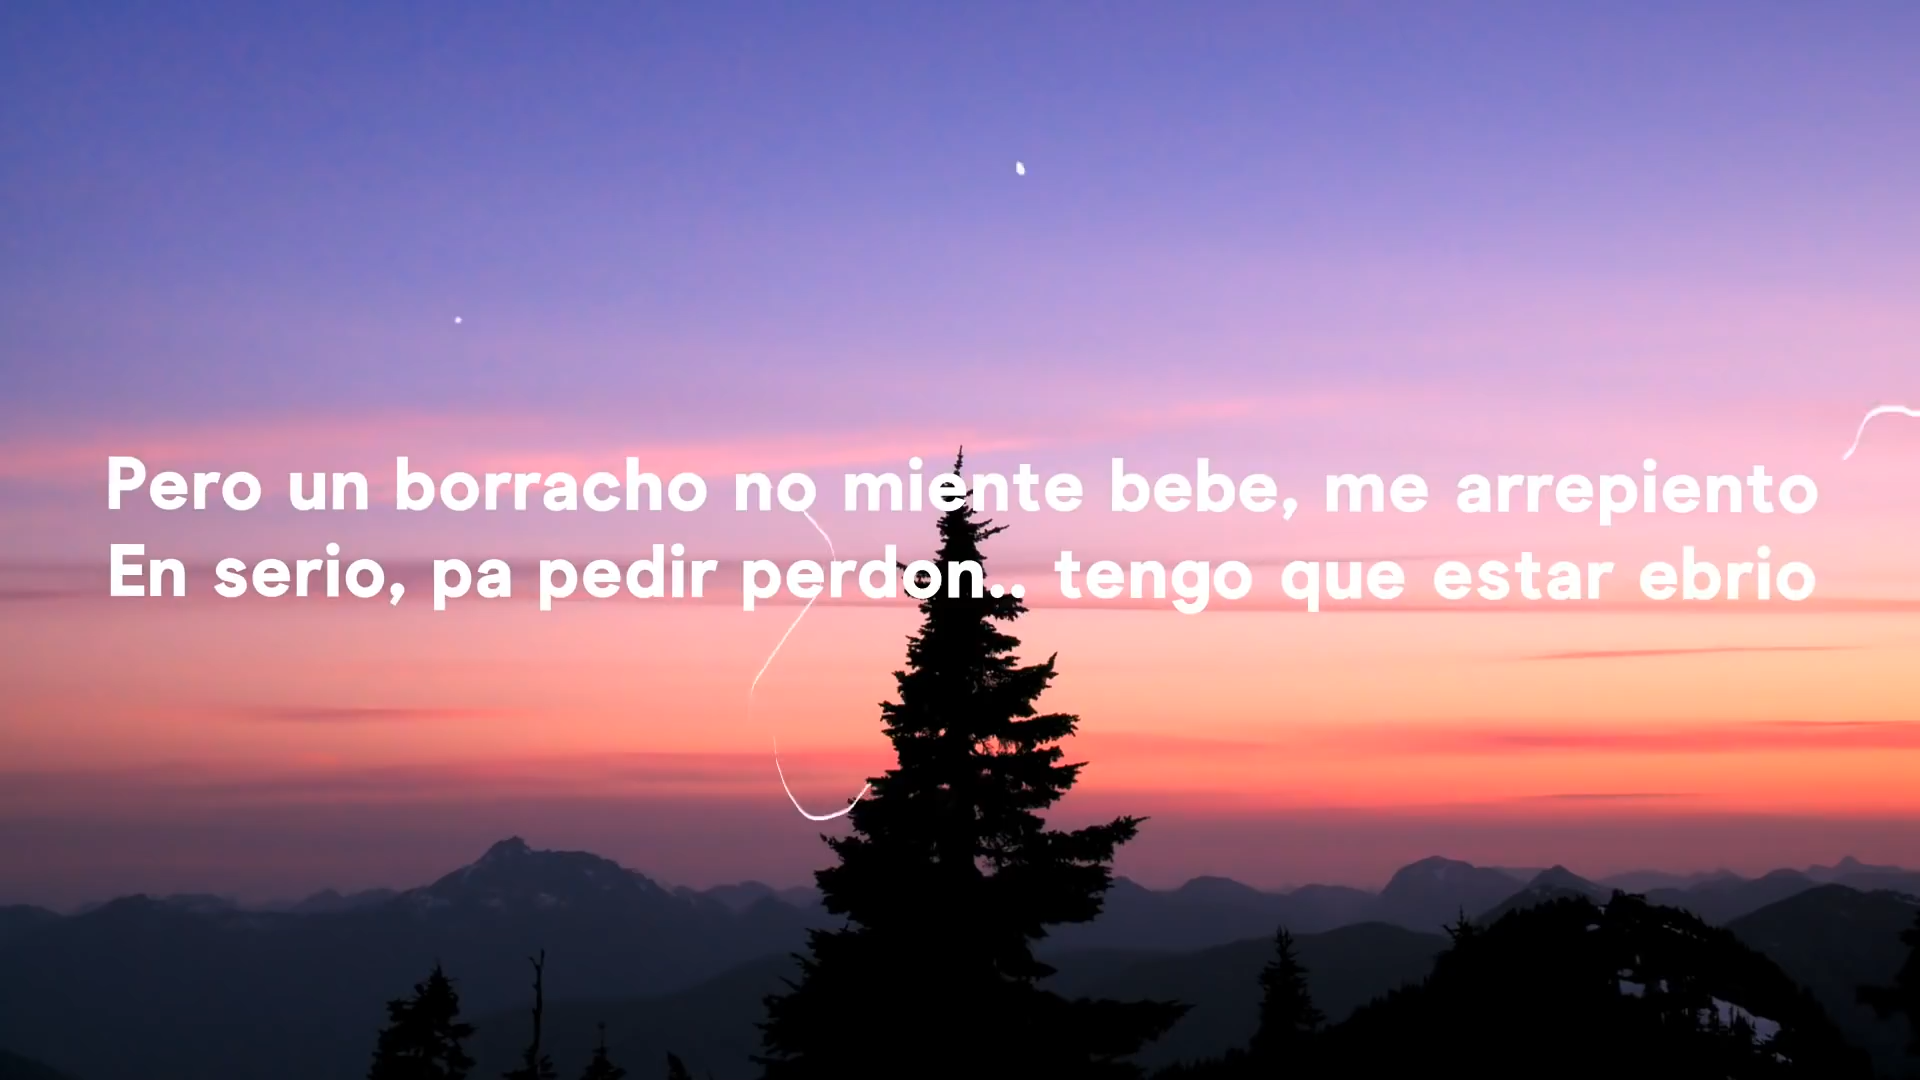 Pero un borracho no miente bebe, me arrepiento
En serio, pa pedir perdon.. tengo que estar ebrio